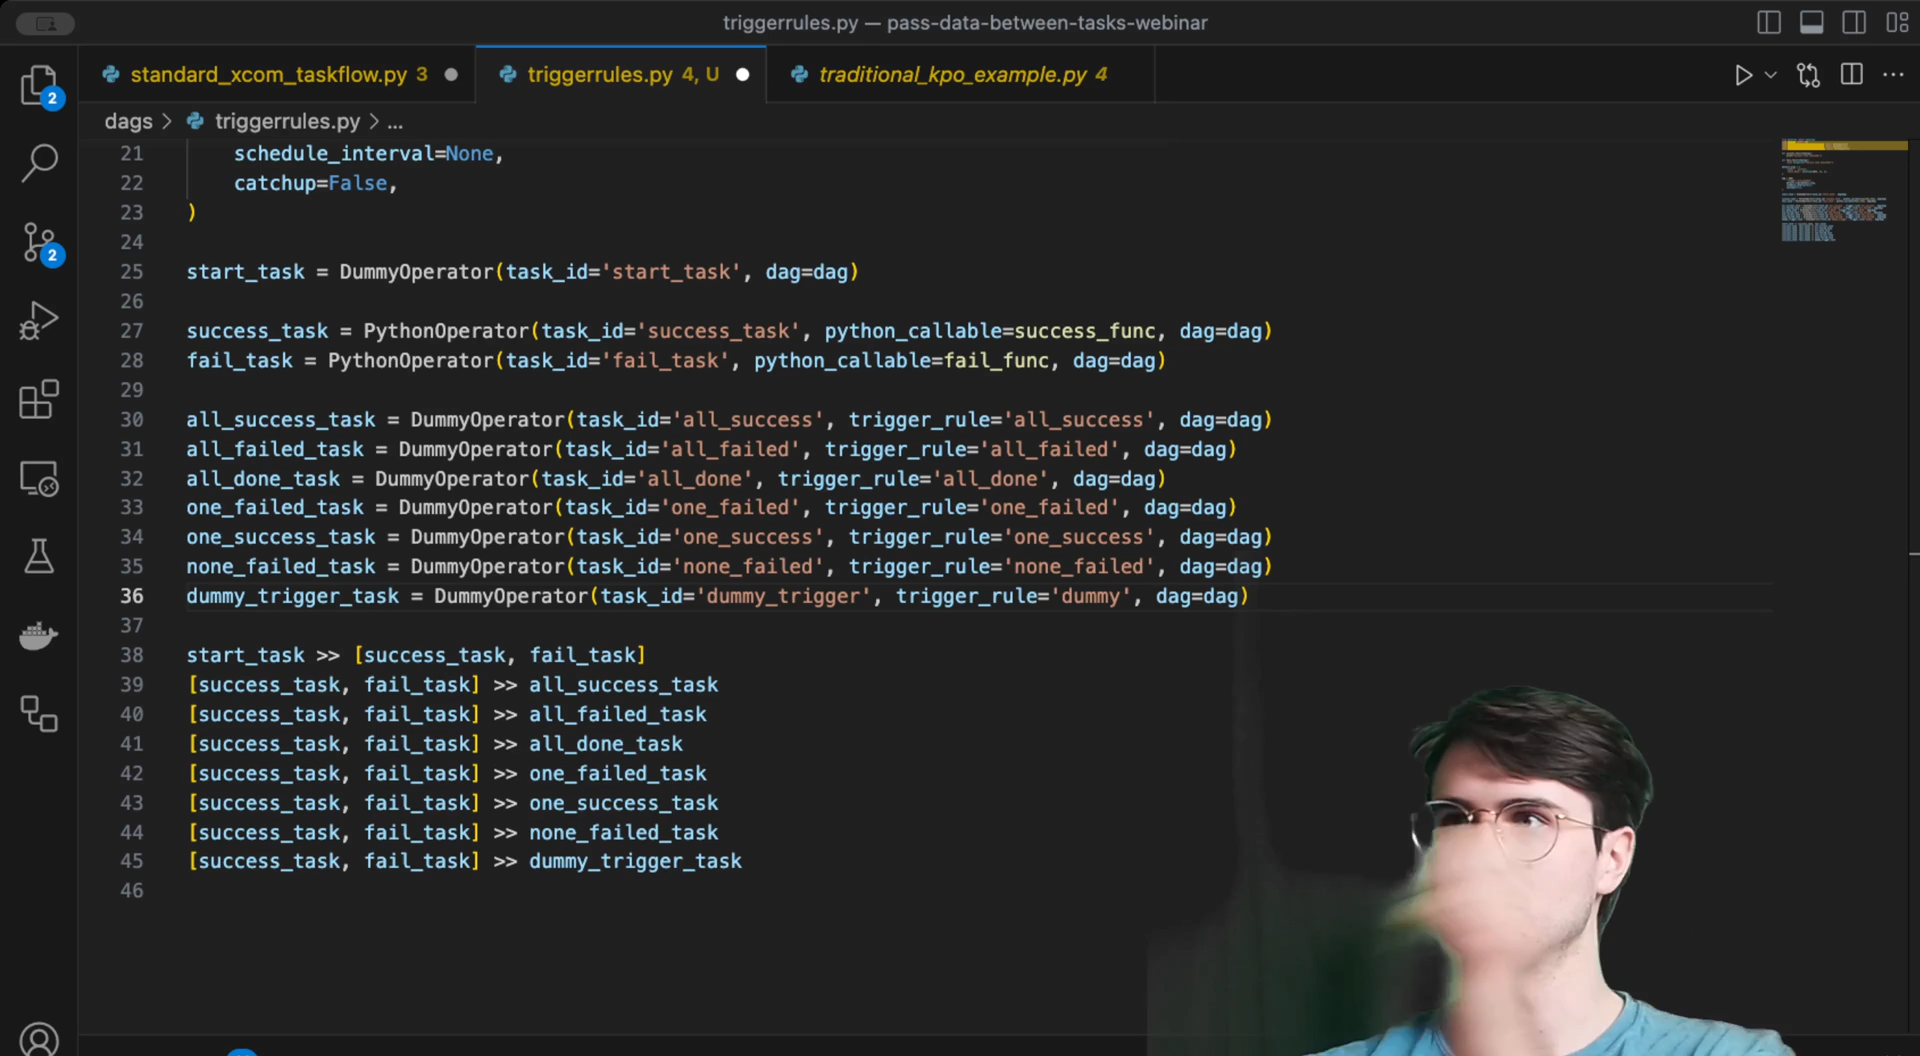 triggerrules.py — pass-data-between-tasks-webinar
standard_xcom_taskflow.py 3
triggerrules.py 4, U
traditional_kpo_example.py 4
dags > triggerrules.py > ...
2
2
21 schedule_interval=None,
22 catchup=False,
23 )
24
25 start_task = DummyOperator(task_id='start_task', dag=dag)
26
27 success_task = PythonOperator(task_id='success_task', python_callable=success_func, dag=dag)
28 fail_task = PythonOperator(task_id='fail_task', python_callable=fail_func, dag=dag)
29
30 all_success_task = DummyOperator(task_id='all_success', trigger_rule='all_success', dag=dag)
31 all_failed_task = DummyOperator(task_id='all_failed', trigger_rule='all_failed', dag=dag)
32 all_done_task = DummyOperator(task_id='all_done', trigger_rule='all_done', dag=dag)
33 one_failed_task = DummyOperator(task_id='one_failed', trigger_rule='one_failed', dag=dag)
34 one_success_task = DummyOperator(task_id='one_success', trigger_rule='one_success', dag=dag)
35 none_failed_task = DummyOperator(task_id='none_failed', trigger_rule='none_failed', dag=dag)
36 dummy_trigger_task = DummyOperator(task_id='dummy_trigger', trigger_rule='dummy', dag=dag)
37
38 start_task >> [success_task, fail_task]
39 [success_task, fail_task] >> all_success_task
40 [success_task, fail_task] >> all_failed_task
41 [success_task, fail_task] >> all_done_task
42 [success_task, fail_task] >> one_failed_task
43 [success_task, fail_task] >> one_success_task
44 [success_task, fail_task] >> none_failed_task
45 [success_task, fail_task] >> dummy_trigger_task
46